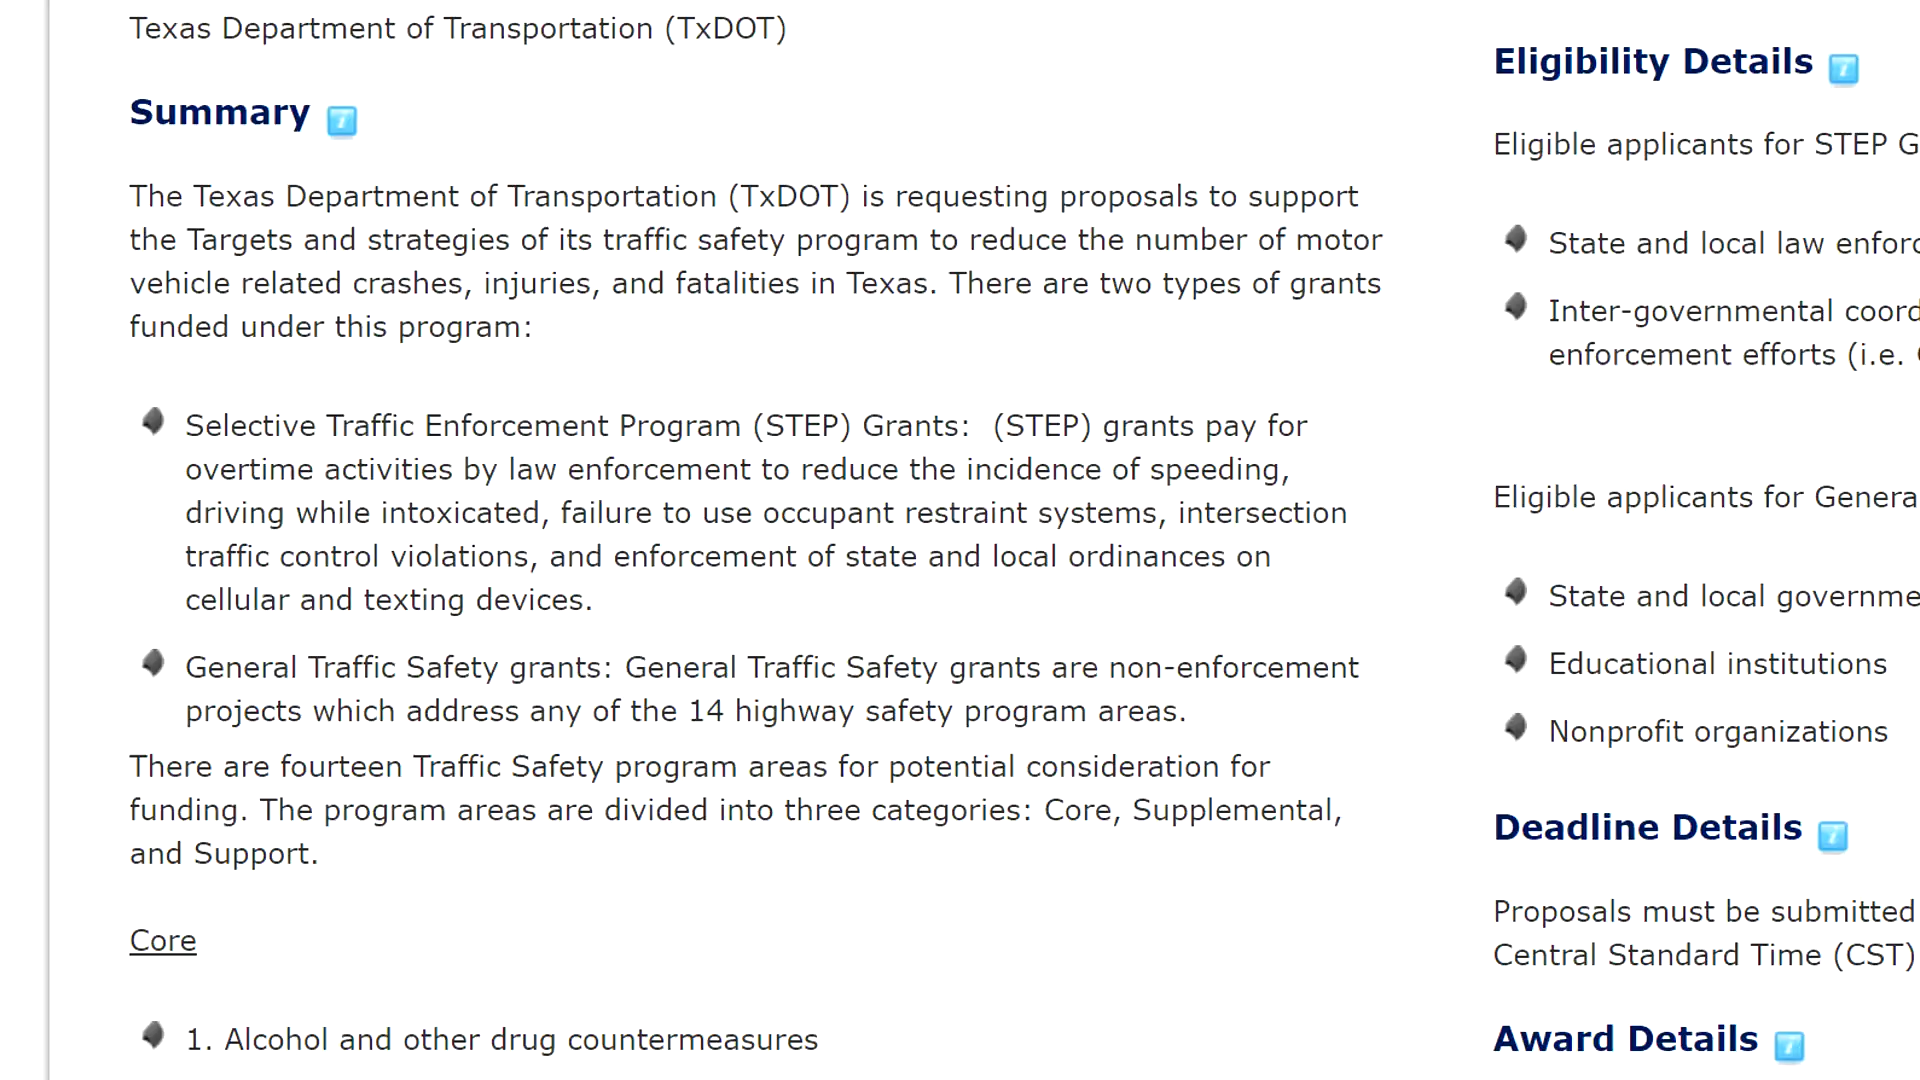 Texas Department of Transportation (TxDOT)
Summary
The Texas Department of Transportation (TxDOT) is requesting proposals to support
the Targets and strategies of its traffic safety program to reduce the number of motor
vehicle related crashes, injuries, and fatalities in Texas. There are two types of grants
funded under this program:
Selective Traffic Enforcement Program (STEP) Grants:  (STEP) grants pay for
overtime activities by law enforcement to reduce the incidence of speeding,
driving while intoxicated, failure to use occupant restraint systems, intersection
traffic control violations, and enforcement of state and local ordinances on
cellular and texting devices.
General Traffic Safety grants: General Traffic Safety grants are non-enforcement
projects which address any of the 14 highway safety program areas.
There are fourteen Traffic Safety program areas for potential consideration for
funding. The program areas are divided into three categories: Core, Supplemental,
and Support.
Core
1. Alcohol and other drug countermeasures
Eligibility Details
Eligible applicants for STEP G
State and local law enforc
Inter-governmental coord
enforcement efforts (i.e.
Eligible applicants for Genera
State and local governme
Educational institutions
Nonprofit organizations
Deadline Details
Proposals must be submitted
Central Standard Time (CST)
Award Details